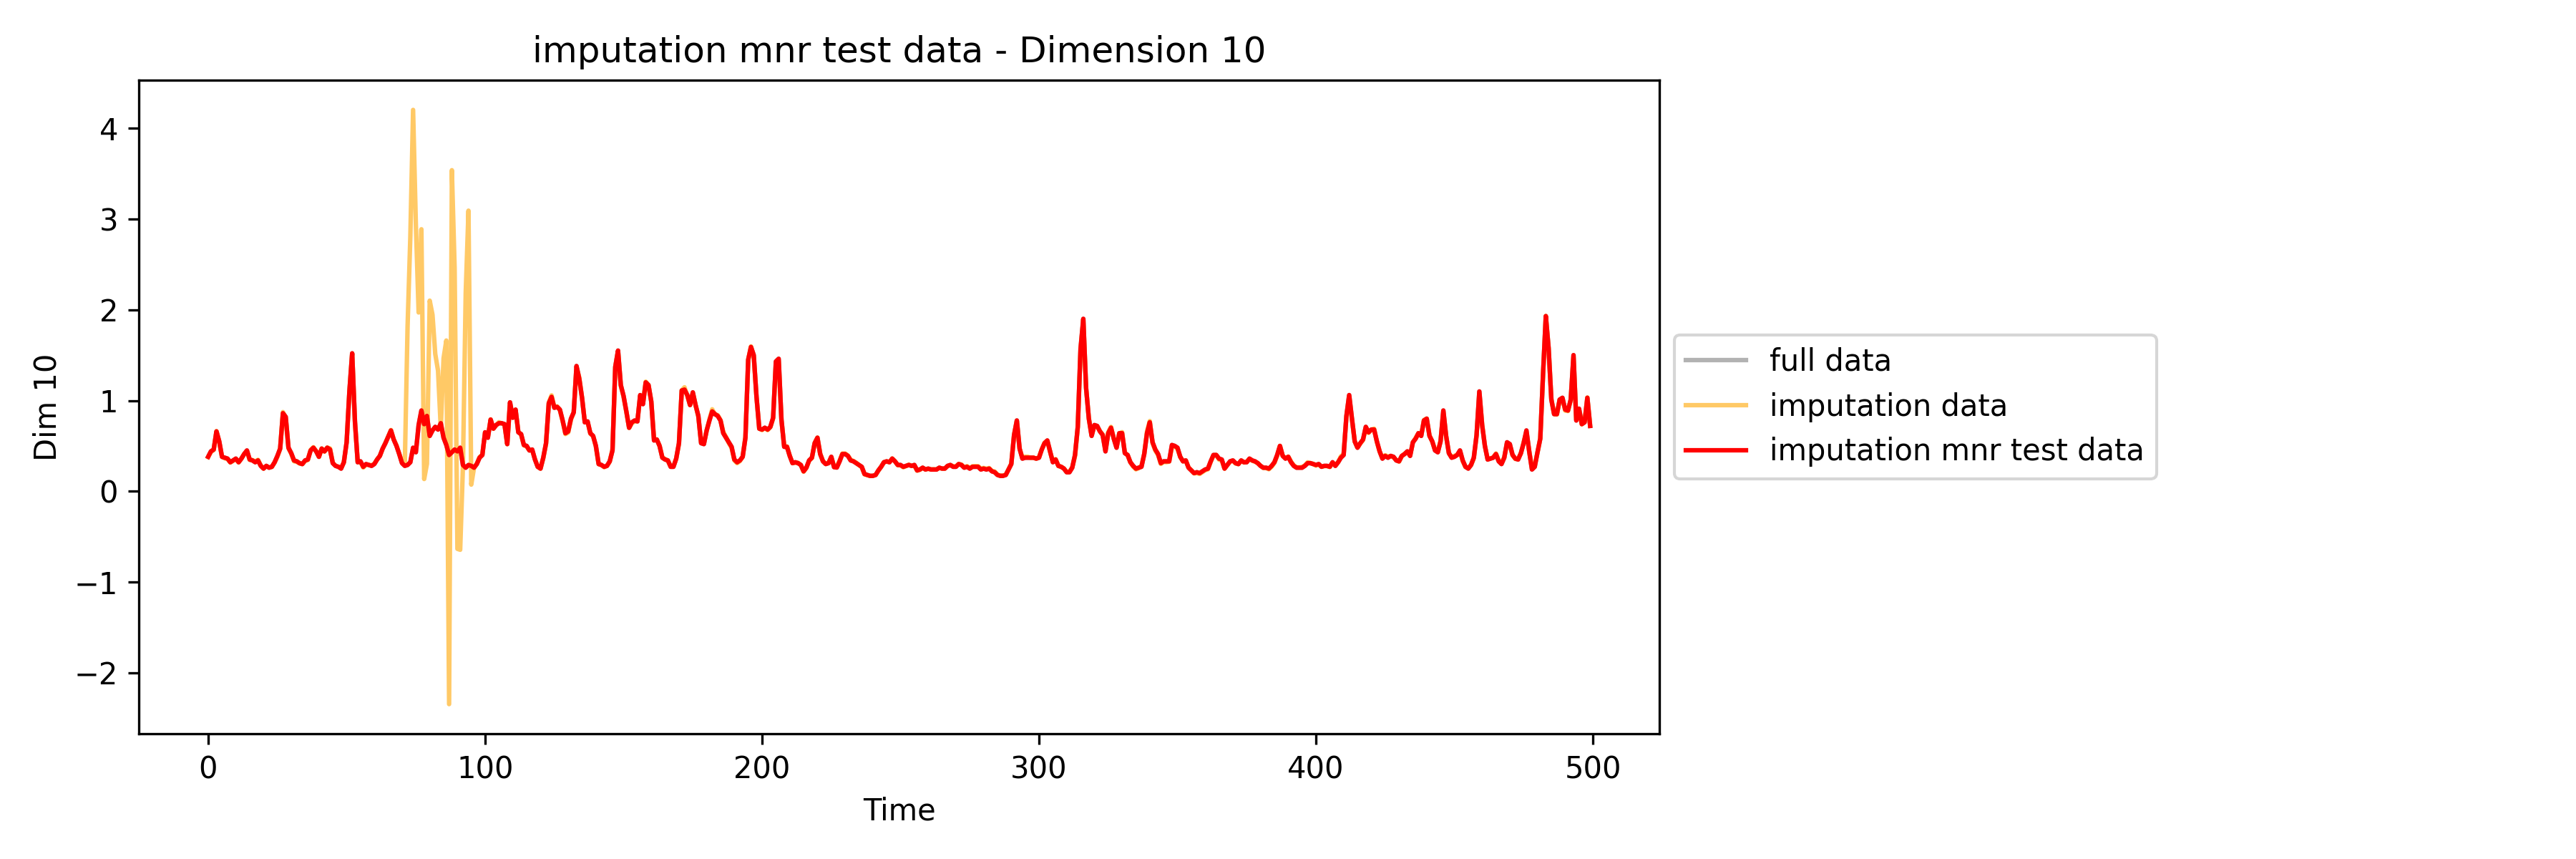 imputation mnr test data - Dimension 10
4
3
2
1
0
−1
−2
Dim 10
0 100 200 300 400 500
Time
full data
imputation data
imputation mnr test data